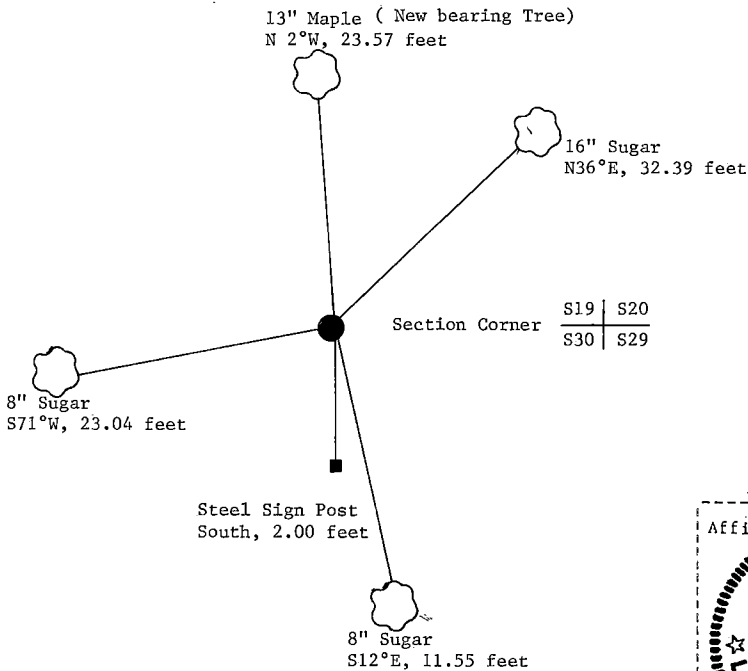 13" Maple ( New bearing Tree)
N 2°W, 23.57 feet
16" Sugar
N36°E, 32.39 feet
Section Corner
S19 | S20
S30 | S29
8" Sugar
S71°W, 23.04 feet
Steel Sign Post
South, 2.00 feet
8" Sugar
S12°E, 11.55 feet